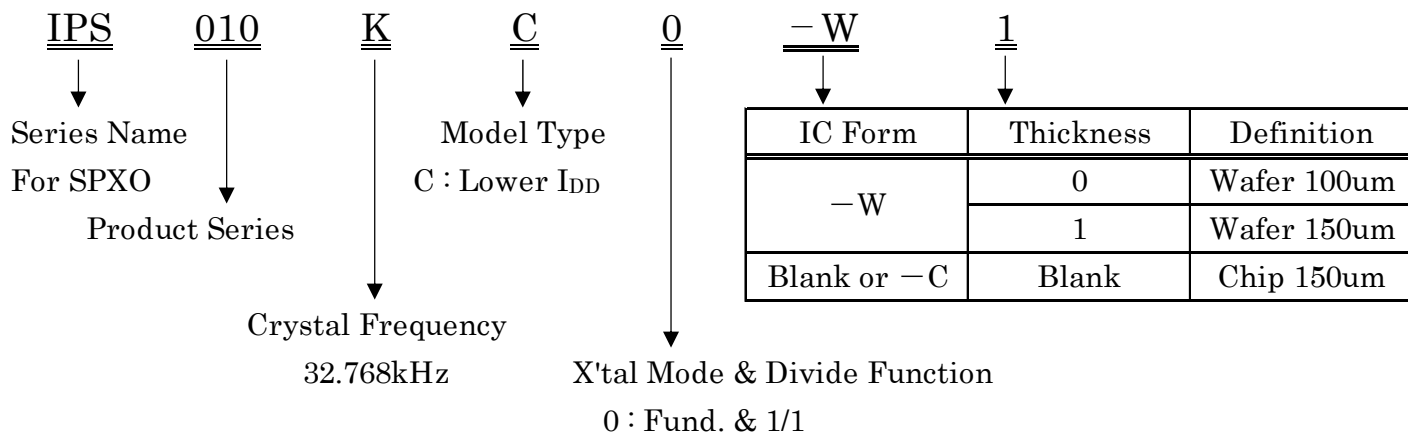 IPS 010 K C 0 －W 1
Series Name
For SPXO
Product Series
Crystal Frequency
32.768kHz
Model Type
C : Lower IDD
X'tal Mode & Divide Function
0 : Fund. & 1/1
IC Form Thickness Definition
－W 0 Wafer 100um
1 Wafer 150um
Blank or －C Blank Chip 150um